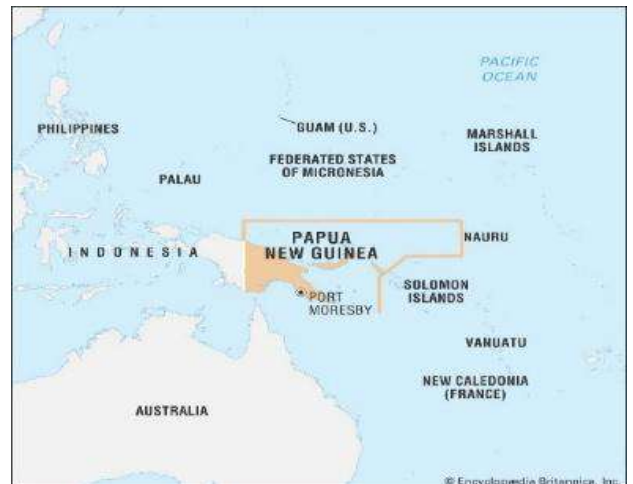 PACIFIC
OCEAN
PHILIPPINES
GUAM (U.S.)
MARSHALL
ISLANDS
FEDERATED STATES
OF MICRONESIA
PALAU
PAPUA
NEW GUINEA
NAURU
INDONESIA
SOLOMON
ISLANDS
PORT
MORESBY
VANUATU
NEW CALEDONIA
(FRANCE)
AUSTRALIA
© Encyclopædia Britannica, Inc.